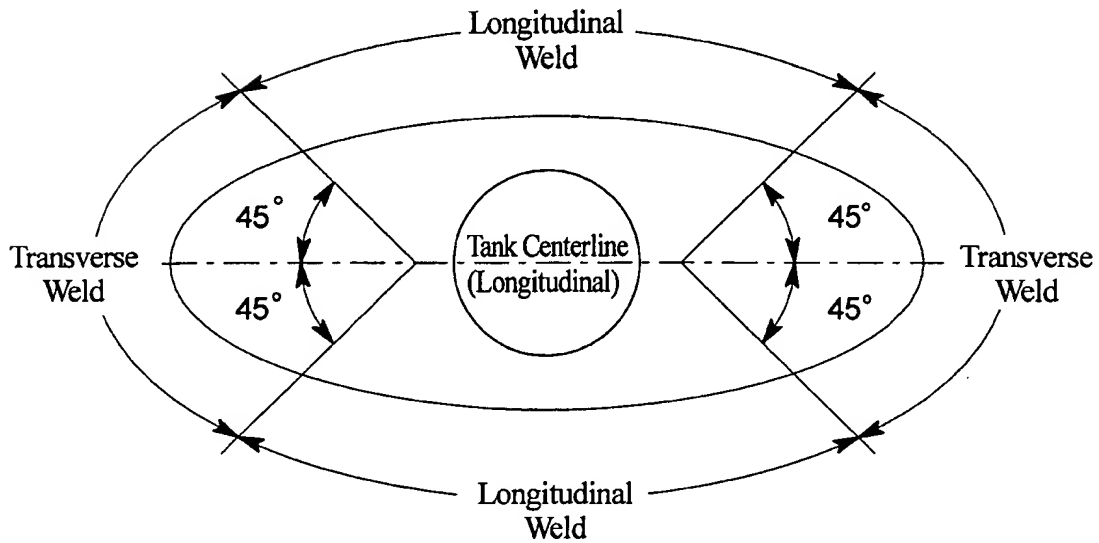 Longitudinal
Weld
45°
45°
Transverse
Weld
Tank Centerline
(Longitudinal)
Transverse
Weld
45°
45°
Longitudinal
Weld